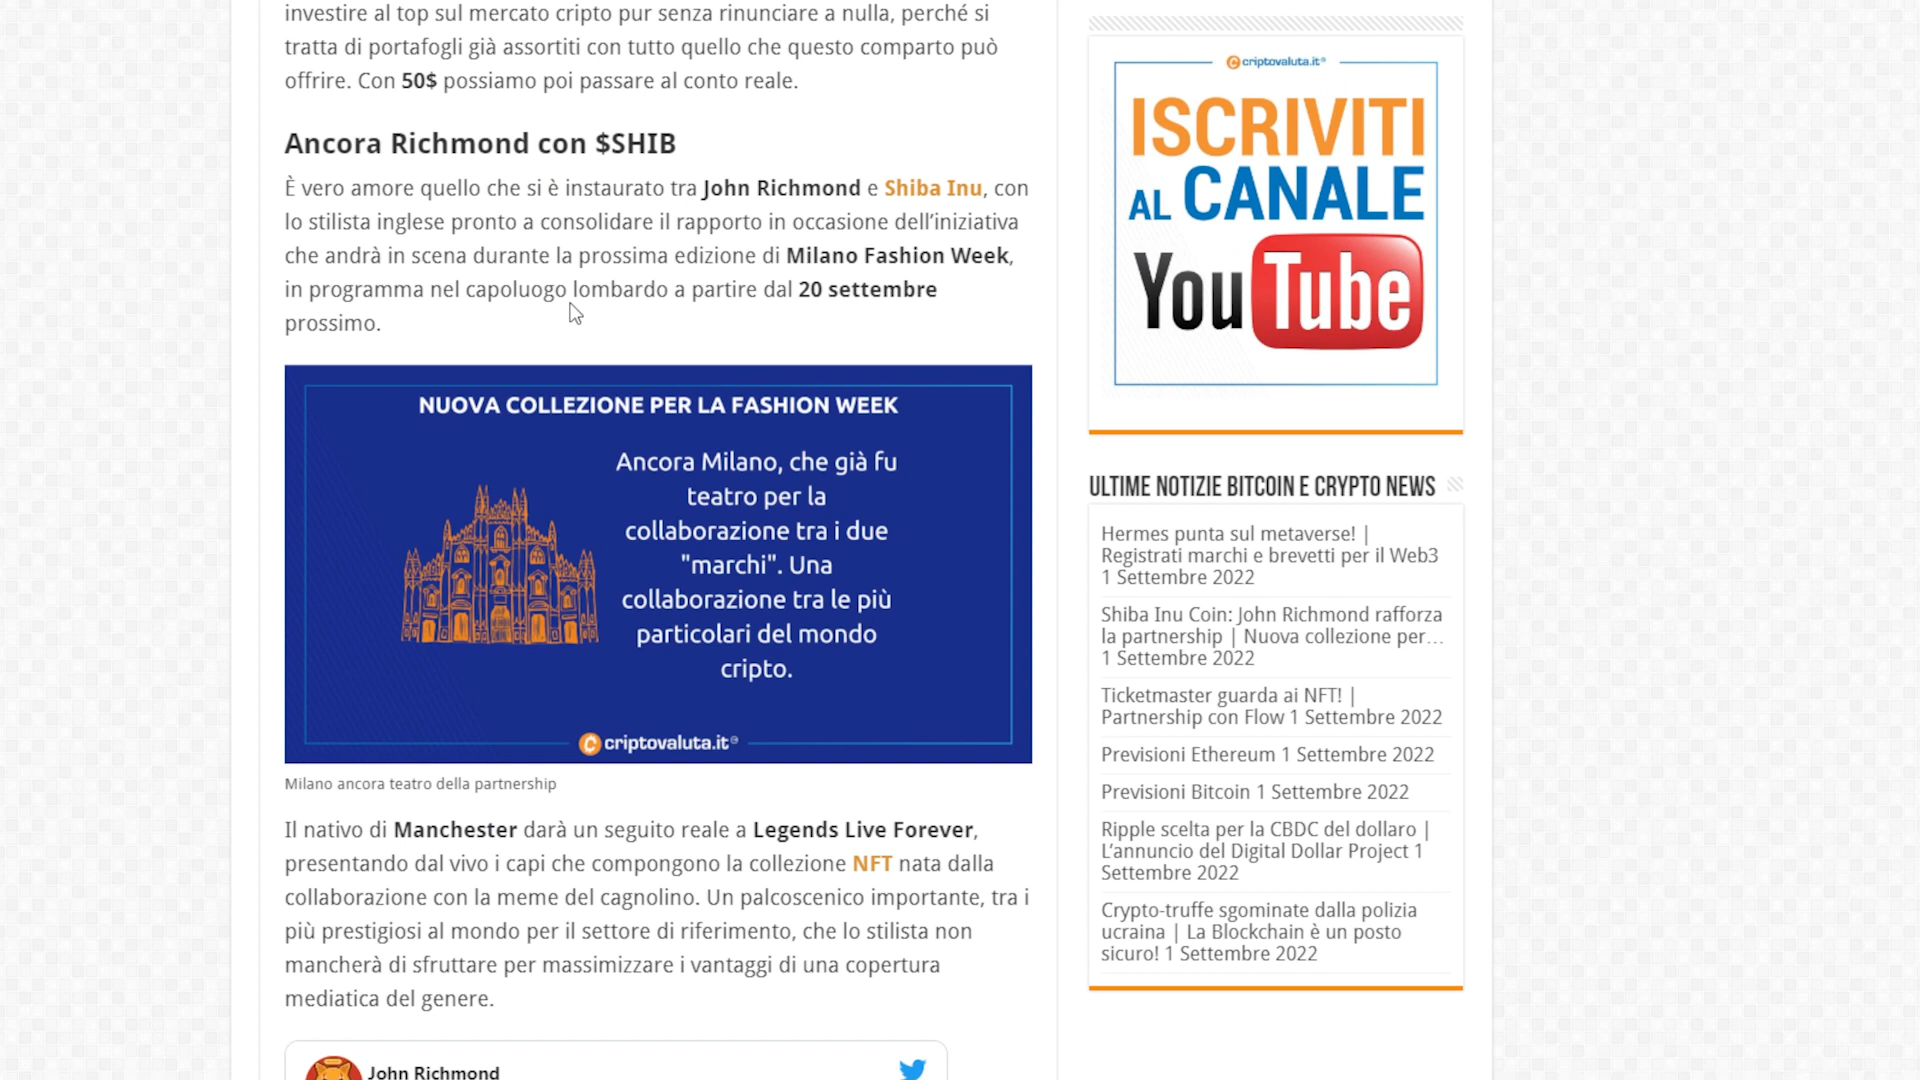 investire al top sul mercato cripto pur senza rinunciare a nulla, perché si
tratta di portafogli già assortiti con tutto quello che questo comparto può
offrire. Con 50$ possiamo poi passare al conto reale.
Ancora Richmond con $SHIB
È vero amore quello che si è instaurato tra John Richmond e Shiba Inu, con
lo stilista inglese pronto a consolidare il rapporto in occasione dell’iniziativa
che andrà in scena durante la prossima edizione di Milano Fashion Week,
in programma nel capoluogo lombardo a partire dal 20 settembre
prossimo.
NUOVA COLLEZIONE PER LA FASHION WEEK
Ancora Milano, che già fu
teatro per la
collaborazione tra i due
"marchi". Una
collaborazione tra le più
particolari del mondo
cripto.
criptovaluta.it®
Milano ancora teatro della partnership
Il nativo di Manchester darà un seguito reale a Legends Live Forever,
presentando dal vivo i capi che compongono la collezione NFT nata dalla
collaborazione con la meme del cagnolino. Un palcoscenico importante, tra i
più prestigiosi al mondo per il settore di riferimento, che lo stilista non
mancherà di sfruttare per massimizzare i vantaggi di una copertura
mediatica del genere.
John Richmond
criptovaluta.it®
ISCRIVITI
AL CANALE
YouTube
ULTIME NOTIZIE BITCOIN E CRYPTO NEWS
Hermes punta sul metaverse! |
Registrati marchi e brevetti per il Web3
1 Settembre 2022
Shiba Inu Coin: John Richmond rafforza
la partnership | Nuova collezione per…
1 Settembre 2022
Ticketmaster guarda ai NFT! |
Partnership con Flow 1 Settembre 2022
Previsioni Ethereum 1 Settembre 2022
Previsioni Bitcoin 1 Settembre 2022
Ripple scelta per la CBDC del dollaro |
L’annuncio del Digital Dollar Project 1
Settembre 2022
Crypto-truffe sgominate dalla polizia
ucraina | La Blockchain è un posto
sicuro! 1 Settembre 2022